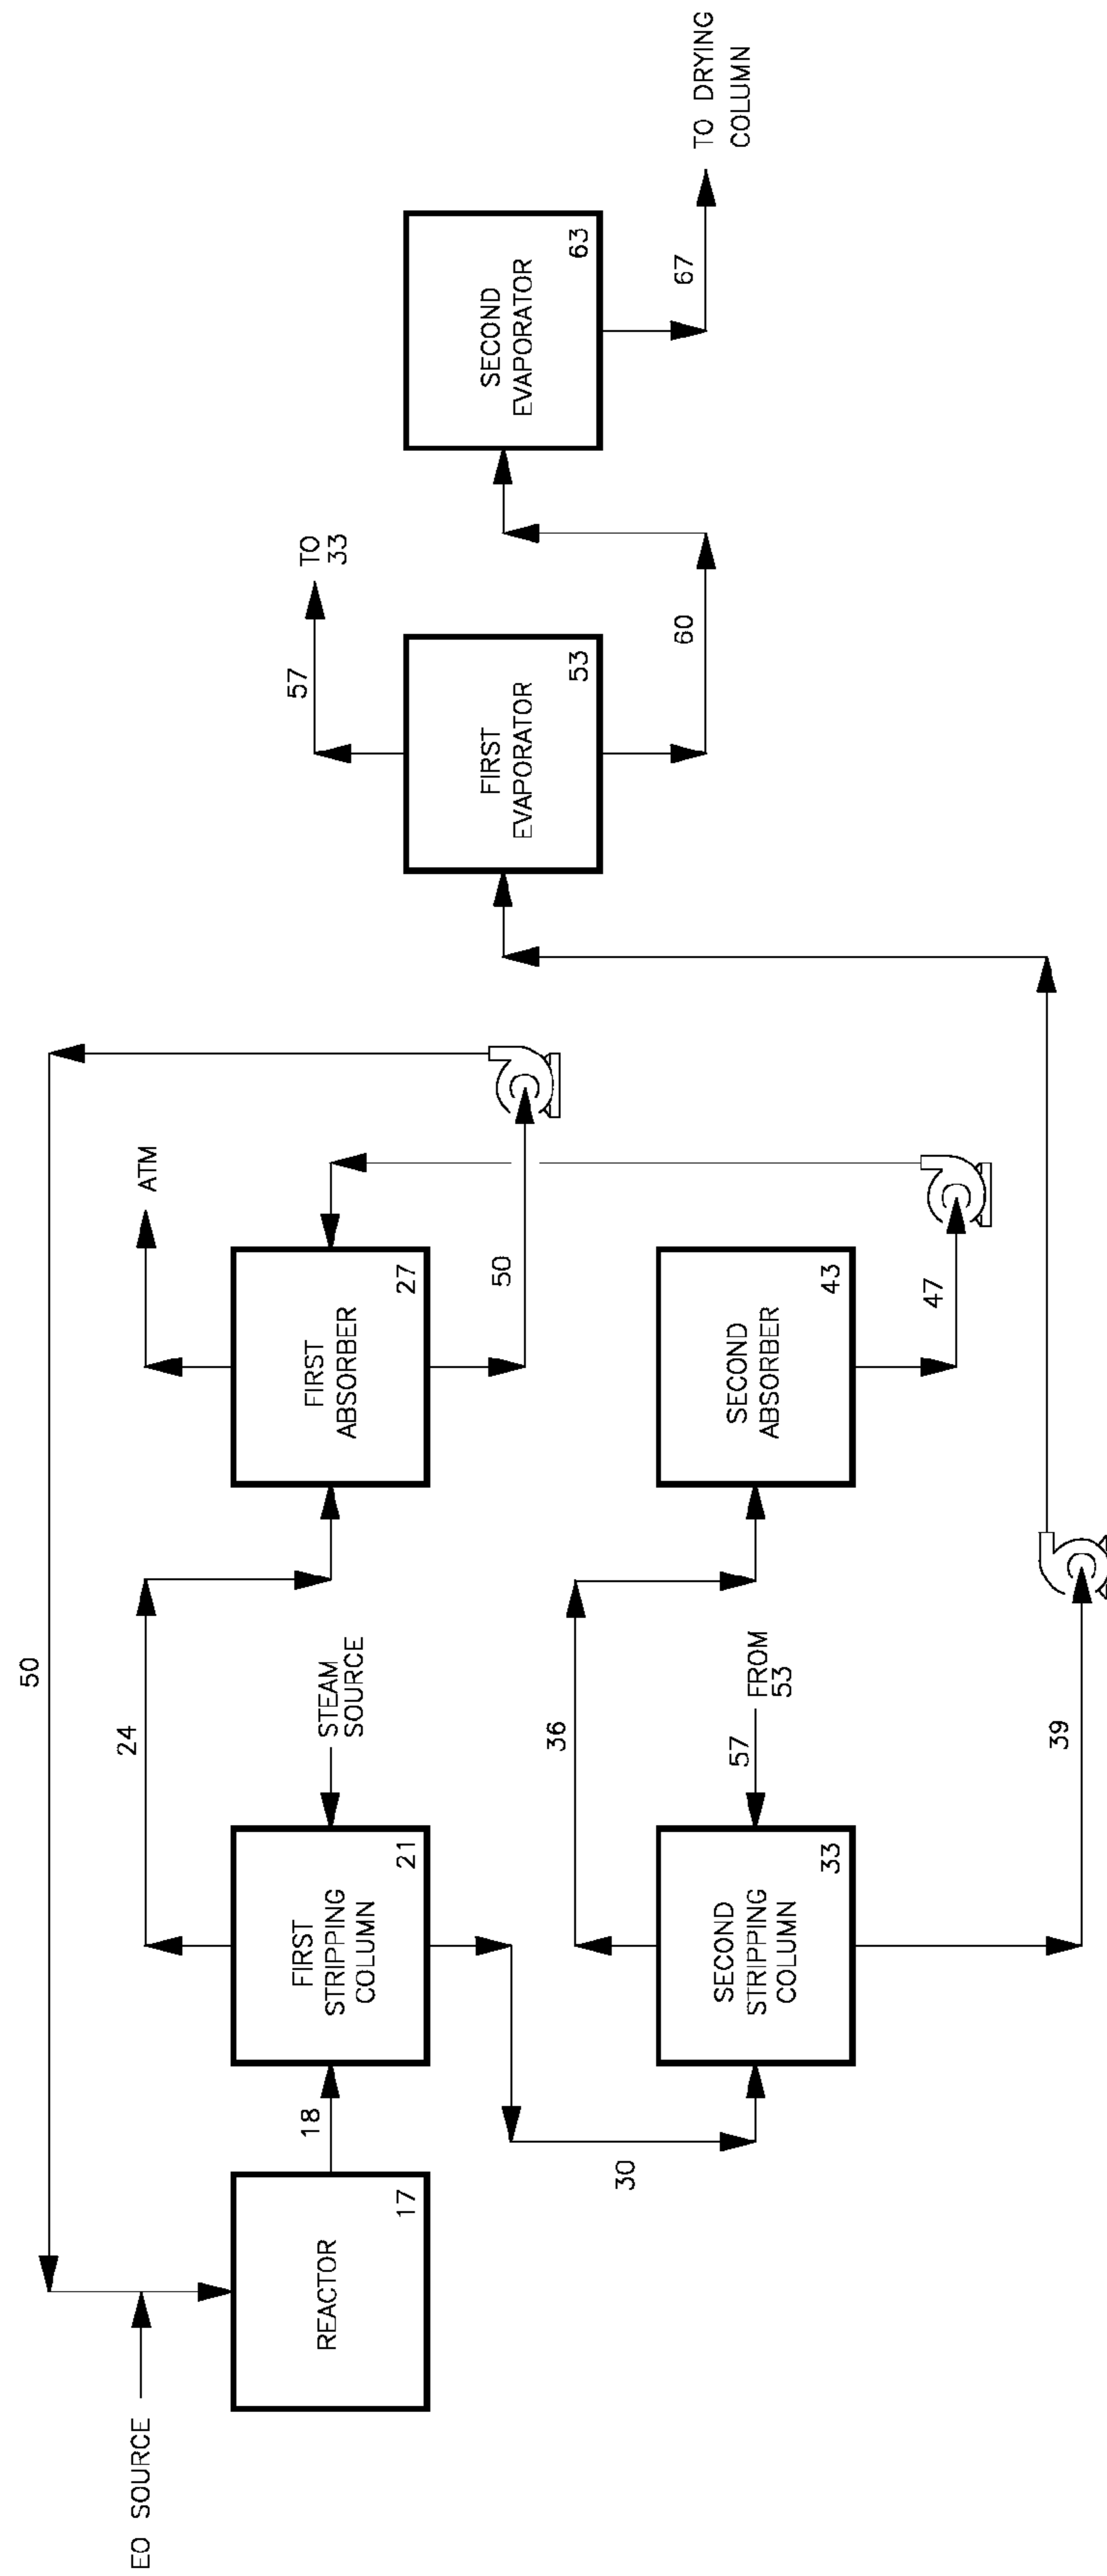 50
EO SOURCE
REACTOR
17
18
24
FIRST
STRIPPING
COLUMN
21
STEAM
SOURCE
ATM
FIRST
ABSORBER
27
50
30
36
SECOND
STRIPPING
COLUMN
33
57
FROM
53
SECOND
ABSORBER
43
47
39
57
TO
33
FIRST
EVAPORATOR
53
60
SECOND
EVAPORATOR
63
67
TO DRYING
COLUMN